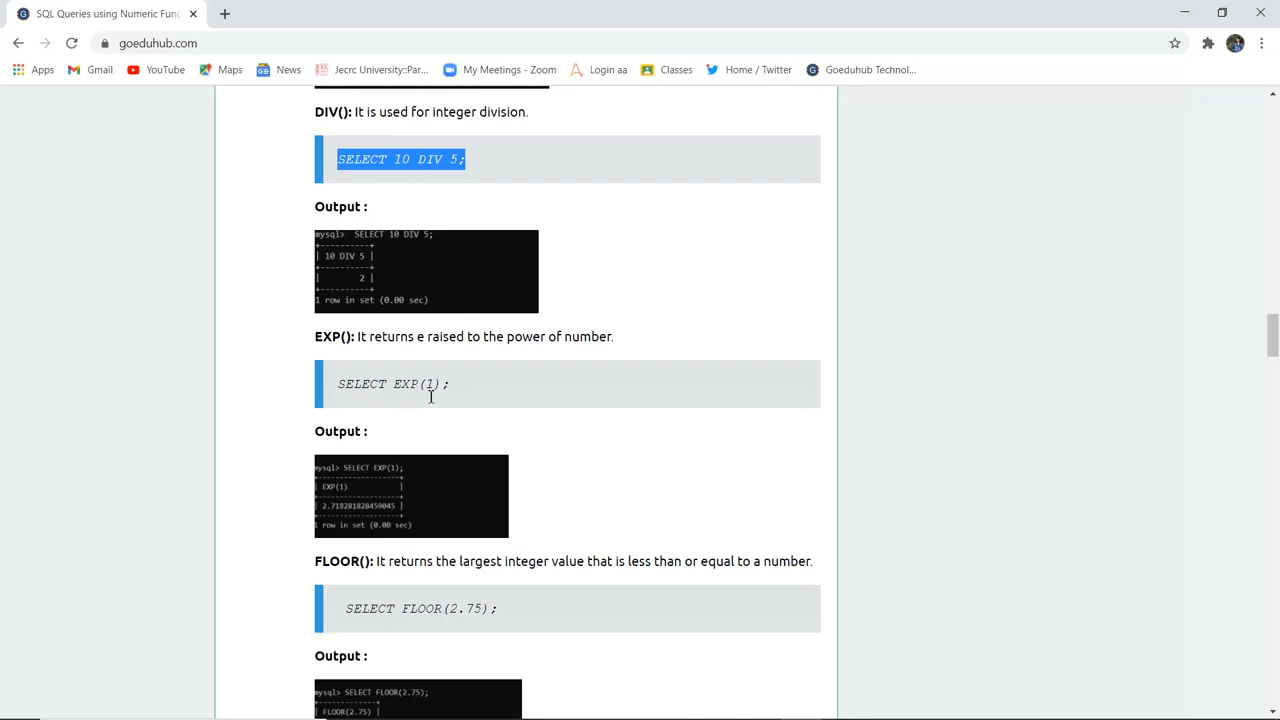 SQL Queries using Numeric Func
goeduhub.com
Apps
Gmail
YouTube
Maps
News
Jecrc University::Par...
My Meetings - Zoom
Login aa
Classes
Home / Twitter
Goeduhub Technol...
DIV(): It is used for integer division.
SELECT 10 DIV 5;
Output :
mysql>  SELECT 10 DIV 5;
+----------+
| 10 DIV 5 |
+----------+
|        2 |
+----------+
1 row in set (0.00 sec)
EXP(): It returns e raised to the power of number.
SELECT EXP(1);
Output :
mysql> SELECT EXP(1);
+-------------------+
| EXP(1)            |
+-------------------+
| 2.718281828459045 |
+-------------------+
1 row in set (0.00 sec)
FLOOR(): It returns the largest integer value that is less than or equal to a number.
SELECT FLOOR(2.75);
Output :
mysql> SELECT FLOOR(2.75);
+-------------+
| FLOOR(2.75) |